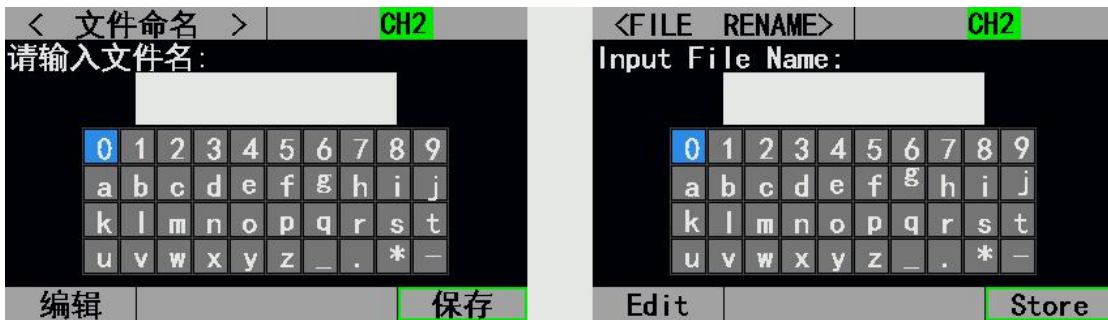 < 文件命名 > CH2
请输入文件名:
0 1 2 3 4 5 6 7 8 9
a b c d e f g h i j
k l m n o p q r s t
u v w x y z _ . * -
编辑 保存
<FILE RENAME> CH2
Input File Name:
0 1 2 3 4 5 6 7 8 9
a b c d e f g h i j
k l m n o p q r s t
u v w x y z _ . * -
Edit Store